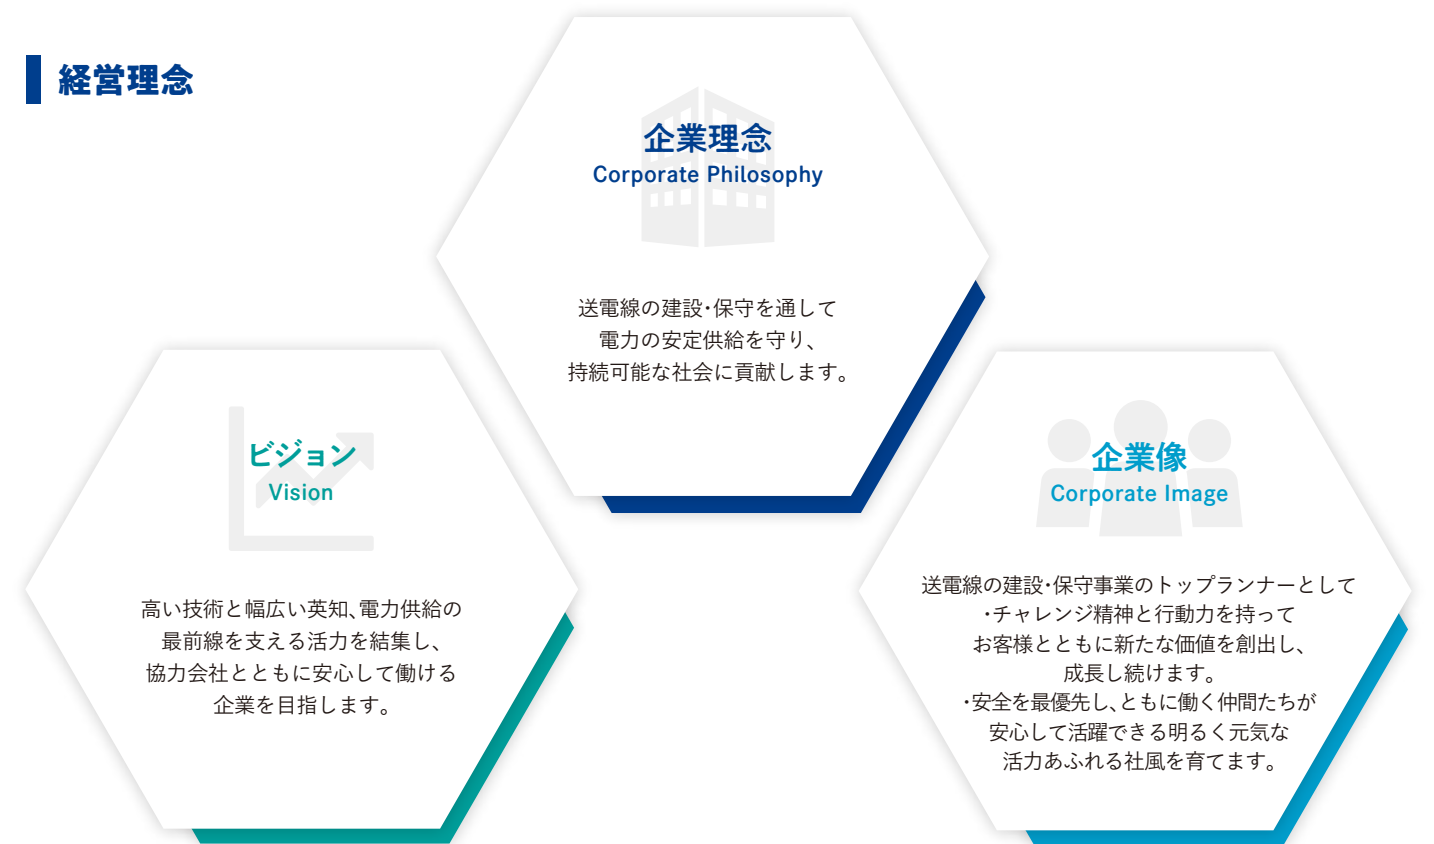 経営理念
企業理念
Corporate Philosophy
送電線の建設・保守を通して
電力の安定供給を守り、
持続可能な社会に貢献します。
ビジョン
Vision
高い技術と幅広い英知、電力供給の
最前線を支える活力を結集し、
協力会社とともに安心して働ける
企業を目指します。
企業像
Corporate Image
送電線の建設・保守事業のトップランナーとして
・チャレンジ精神と行動力を持って
お客様とともに新たな価値を創出し、
成長し続けます。
・安全を最優先し、ともに働く仲間たちが
安心して活躍できる明るく元気な
活力あふれる社風を育てます。